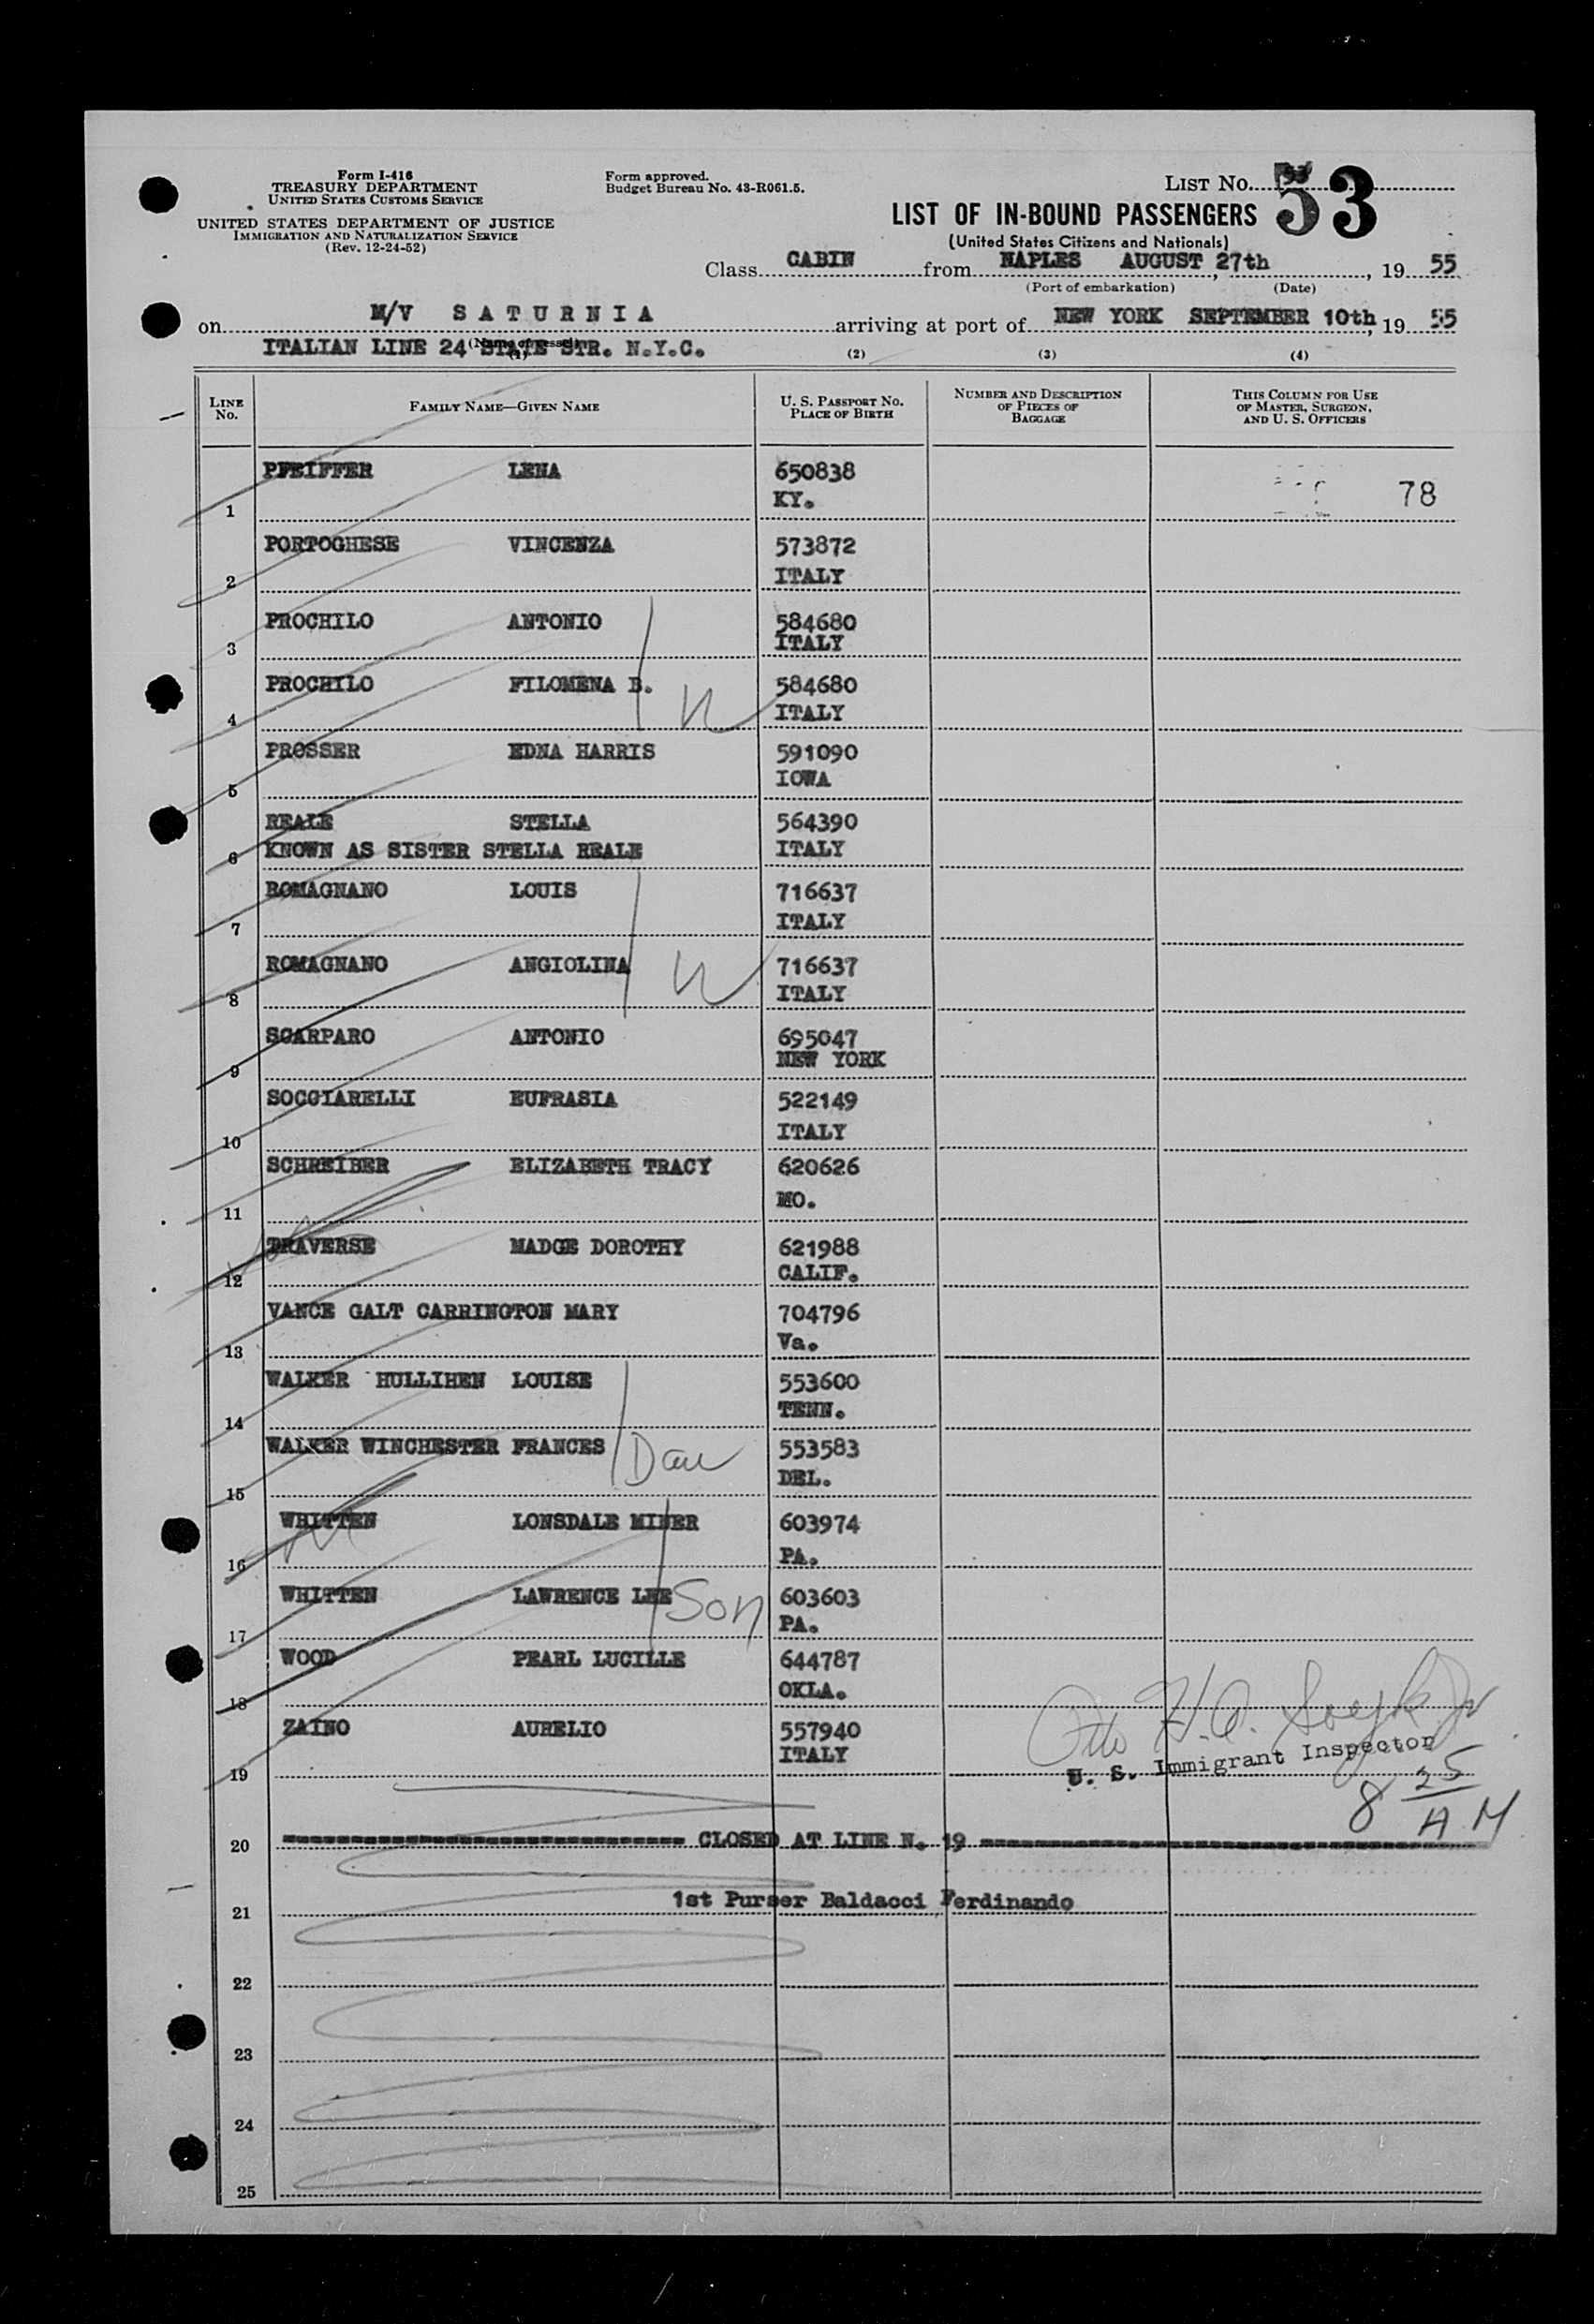 Form I-416
TREASURY DEPARTMENT
UNITED STATES CUSTOMS SERVICE
UNITED STATES DEPARTMENT OF JUSTICE
IMMIGRATION AND NATURALIZATION SERVICE
(Rev. 12-24-52)
Form approved.
Budget Bureau No. 43-R061.5.
LIST No. 53
LIST OF IN-BOUND PASSENGERS
(United States Citizens and Nationals)
Class CABIN from NAPLES AUGUST 27th, 19 55
(Port of embarkation) (Date)
on M/V SATURNIA arriving at port of NEW YORK SEPTEMBER 10th, 19 55
(Name of vessel)
ITALIAN LINE 24 STATE STR. N.Y.C.
(1) (2) (3) (4)
LINE No. FAMILY NAME—GIVEN NAME U. S. PASSPORT No. PLACE OF BIRTH NUMBER AND DESCRIPTION OF PIECES OF BAGGAGE THIS COLUMN FOR USE OF MASTER, SURGEON, AND U. S. OFFICERS
PFEIFFER LENA 650838
1 KY. 78
PORTOGHESE VINCENZA 573872
2 ITALY
PROCHILO ANTONIO 584680
3 ITALY
PROCHILO FILOMENA B. W 584680
4 ITALY
PROSSER EDNA HARRIS 591090
5 IOWA
REALE STELLA 564390
6 KNOWN AS SISTER STELLA REALE ITALY
ROMAGNANO LOUIS 716637
7 ITALY
ROMAGNANO ANGIOLINA W 716637
8 ITALY
SCARPARO ANTONIO 695047
9 NEW YORK
SOCCIARELLI EUFRASIA 522149
10 ITALY
SCHREIBER ELIZABETH TRACY 620626
11 MO.
TRAVERSE MADGE DOROTHY 621988
12 CALIF.
VANCE GALT CARRINGTON MARY 704796
13 Va.
WALKER HULLIHEN LOUISE 553600
14 TENN.
WALKER WINCHESTER FRANCES Dau 553583
15 DEL.
WHITTEN LONSDALE MINER 603974
16 PA.
WHITTEN LAWRENCE LEE Son 603603
17 PA.
WOOD PEARL LUCILLE 644787
18 OKLA.
ZAINO AURELIO 557940
19 ITALY
U. S. Immigrant Inspector
8 25 AM
20 CLOSED AT LINE N. 19
1st Purser Baldacci Ferdinando
21
22
23
24
25